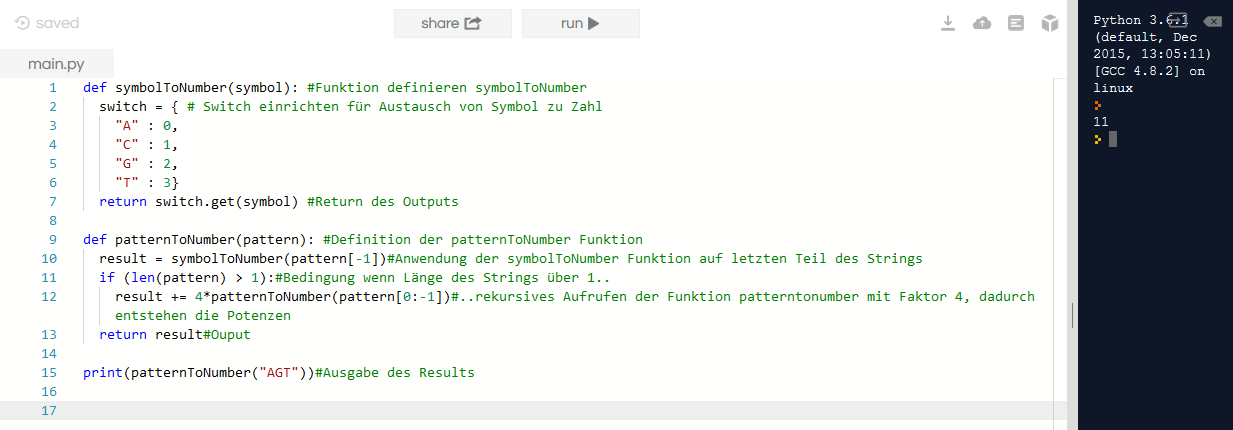 saved
share
run
main.py
1 def symbolToNumber(symbol): #Funktion definieren symbolToNumber
2 switch = { # Switch einrichten für Austausch von Symbol zu Zahl
3 "A" : 0,
4 "C" : 1,
5 "G" : 2,
6 "T" : 3}
7 return switch.get(symbol) #Return des Outputs
8
9 def patternToNumber(pattern): #Definition der patternToNumber Funktion
10 result = symbolToNumber(pattern[-1])#Anwendung der symbolToNumber Funktion auf letzten Teil des Strings
11 if (len(pattern) > 1):#Bedingung wenn Länge des Strings über 1..
12 result += 4*patternToNumber(pattern[0:-1])#..rekursives Aufrufen der Funktion patterntonumber mit Faktor 4, dadurch
entstehen die Potenzen
13 return result#Ouput
14
15 print(patternToNumber("AGT"))#Ausgabe des Results
16
17
Python 3.6.1
(default, Dec
2015, 13:05:11)
[GCC 4.8.2] on
linux
11